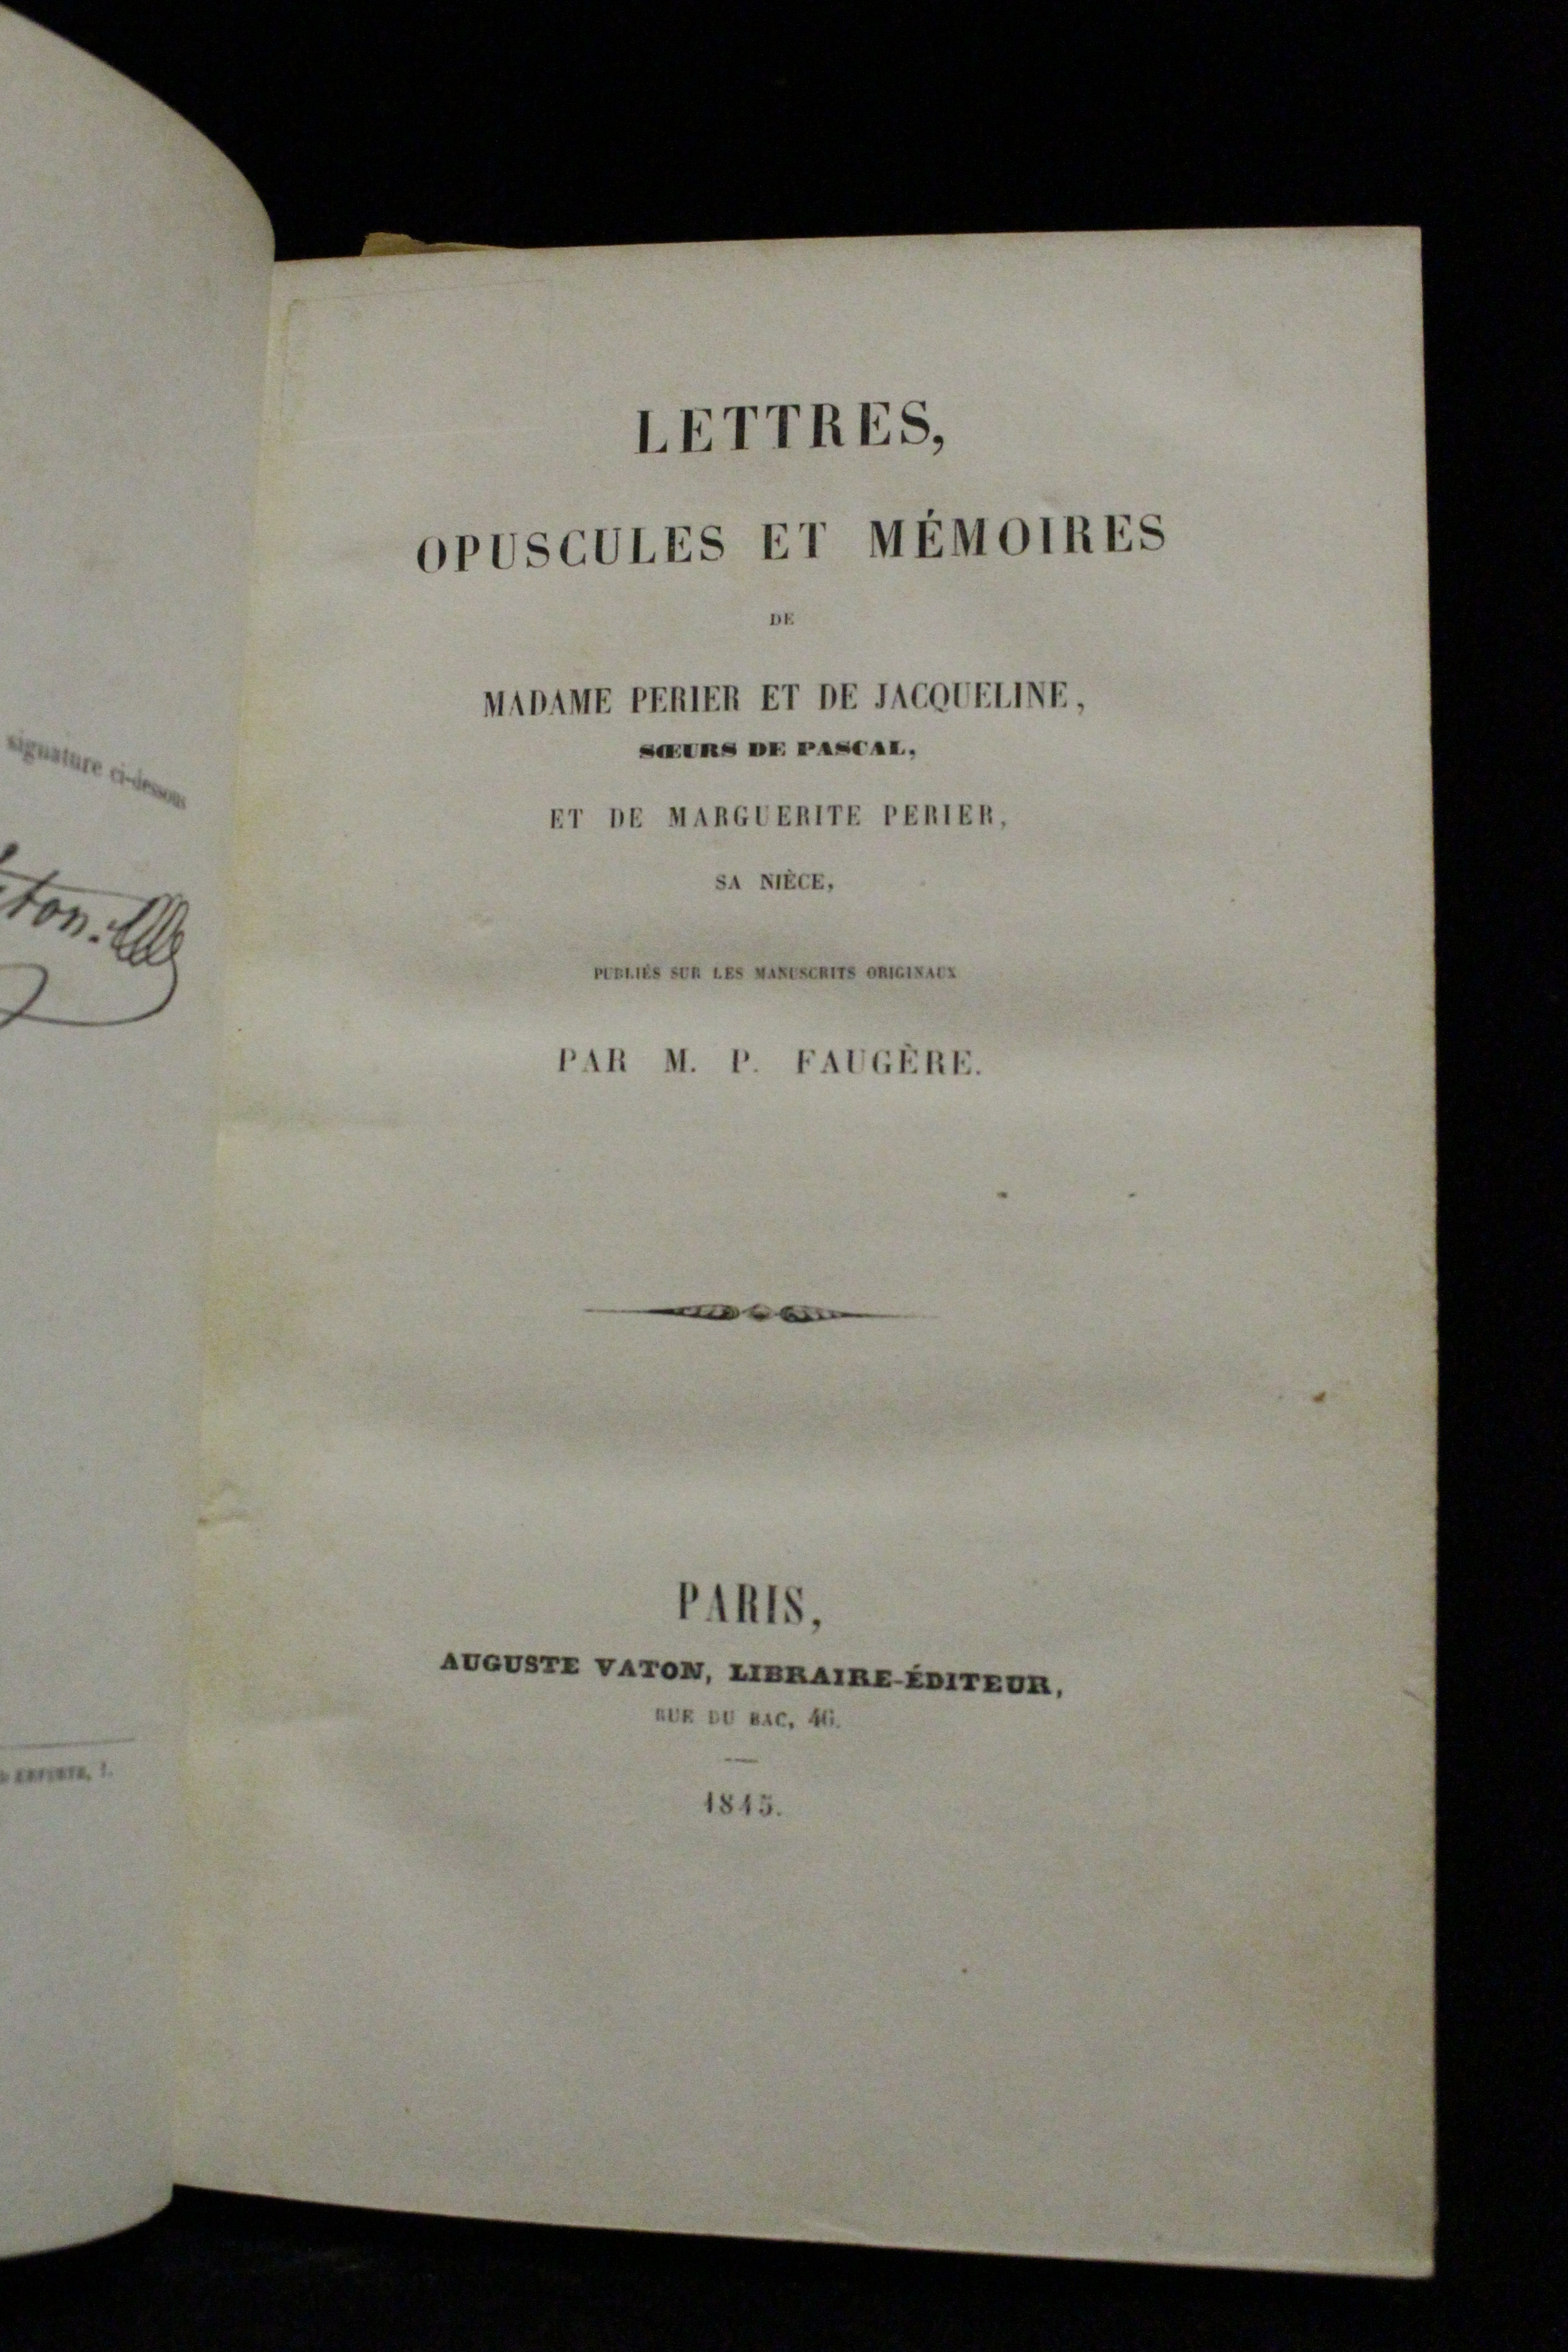 signature ci-dessous
ton.
LETTRES,
OPUSCULES ET MÉMOIRES
DE
MADAME PERIER ET DE JACQUELINE,
SŒURS DE PASCAL,
ET DE MARGUERITE PERIER,
SA NIÈCE,
PUBLIÉS SUR LES MANUSCRITS ORIGINAUX
PAR M. P. FAUGÈRE.
PARIS,
AUGUSTE VATON, LIBRAIRE-ÉDITEUR,
RUE DU BAC, 46.
1845.